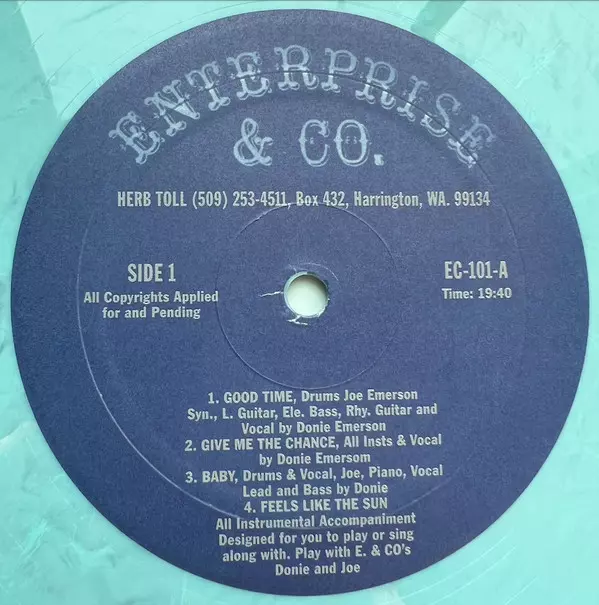 ENTERPRISE
& CO.
HERB TOLL (509) 253-4511, Box 432, Harrington, WA. 99134
SIDE 1
All Copyrights Applied
for and Pending
EC-101-A
Time: 19:40
1. GOOD TIME, Drums Joe Emerson
Syn., L. Guitar, Ele. Bass, Rhy. Guitar and
Vocal by Donie Emerson
2. GIVE ME THE CHANCE, All Insts & Vocal
by Donie Emersom
3. BABY, Drums & Vocal, Joe, Piano, Vocal
Lead and Bass by Donie
4. FEELS LIKE THE SUN
All Instrumental Accompaniment
Designed for you to play or sing
along with. Play with E. & CO's
Donie and Joe